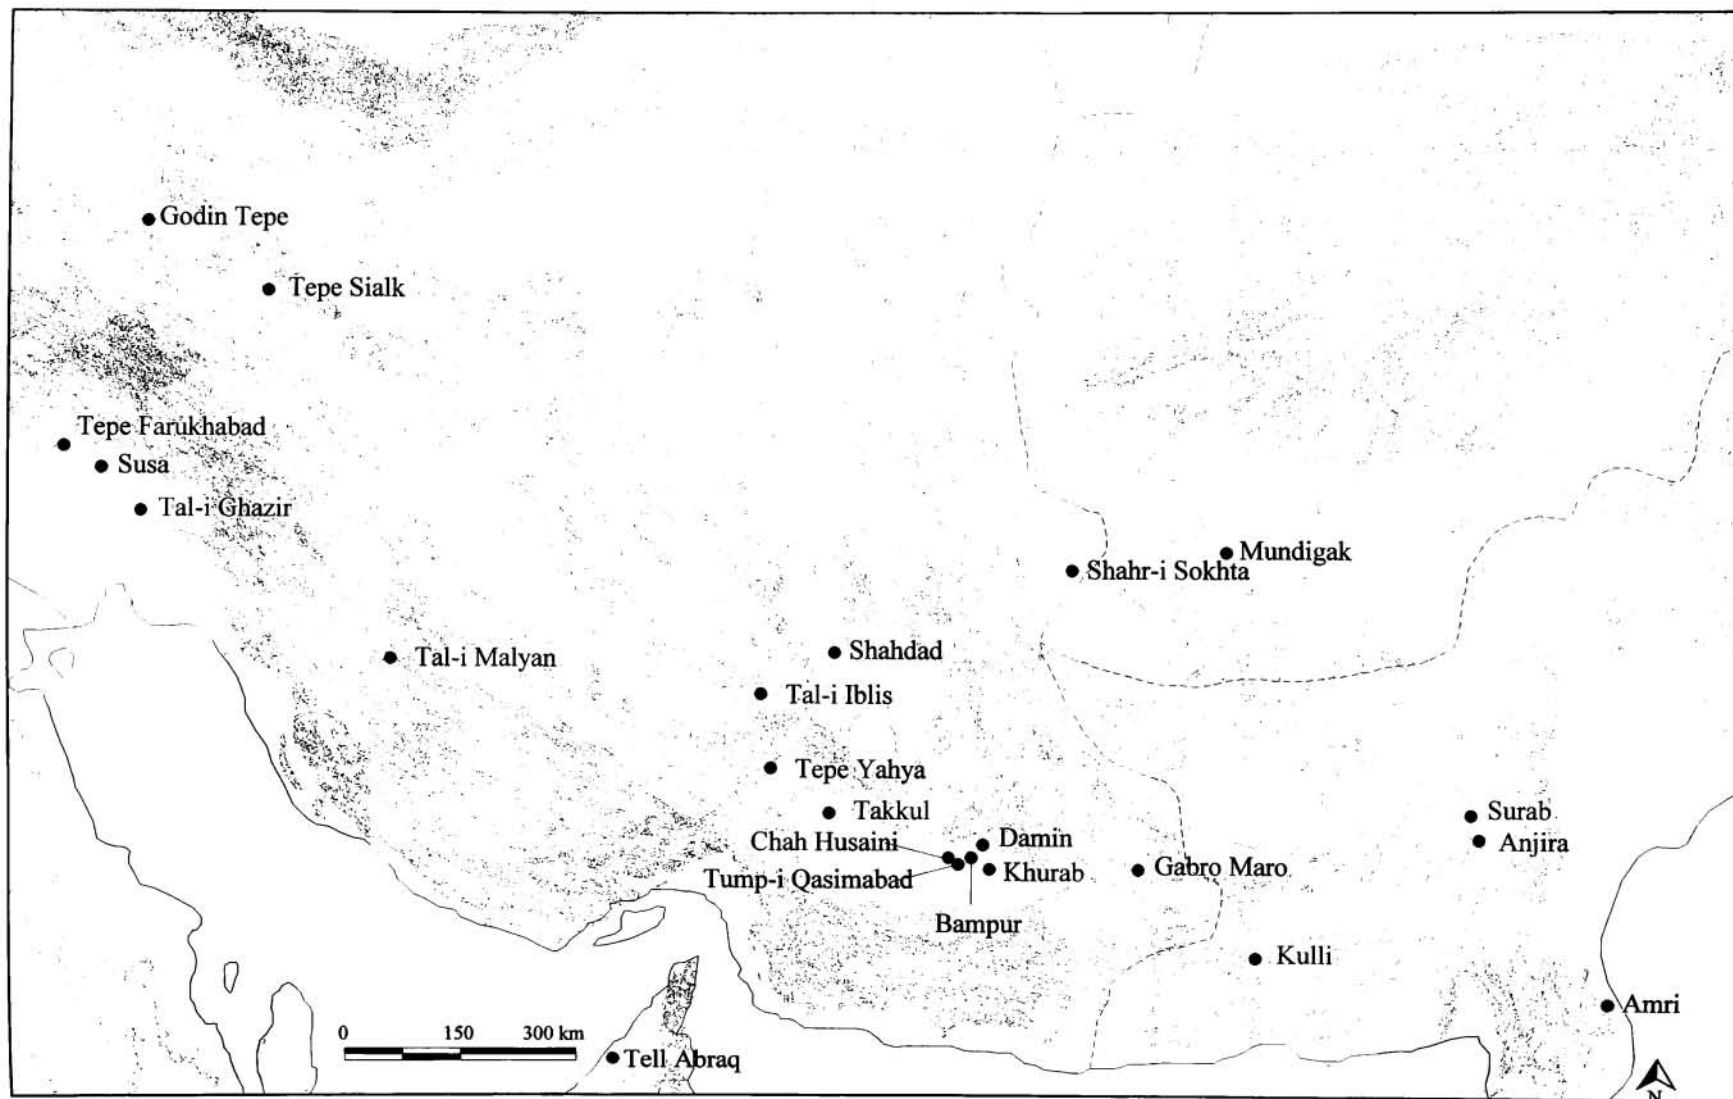 Godin Tepe
Tepe Sialk
Tepe Farukhabad
Susa
Tal-i Ghazir
Mundigak
Shahr-i Sokhta
Shahdad
Tal-i Malyan
Tal-i Iblis
Tepe Yahya
Takkul
Surab
Damin
Chah Husaini
Anjira
Khurab
Gabro Maro
Tump-i Qasimabad
Bampur
Kulli
Amri
0 150 300 km
Tell Abraq
N